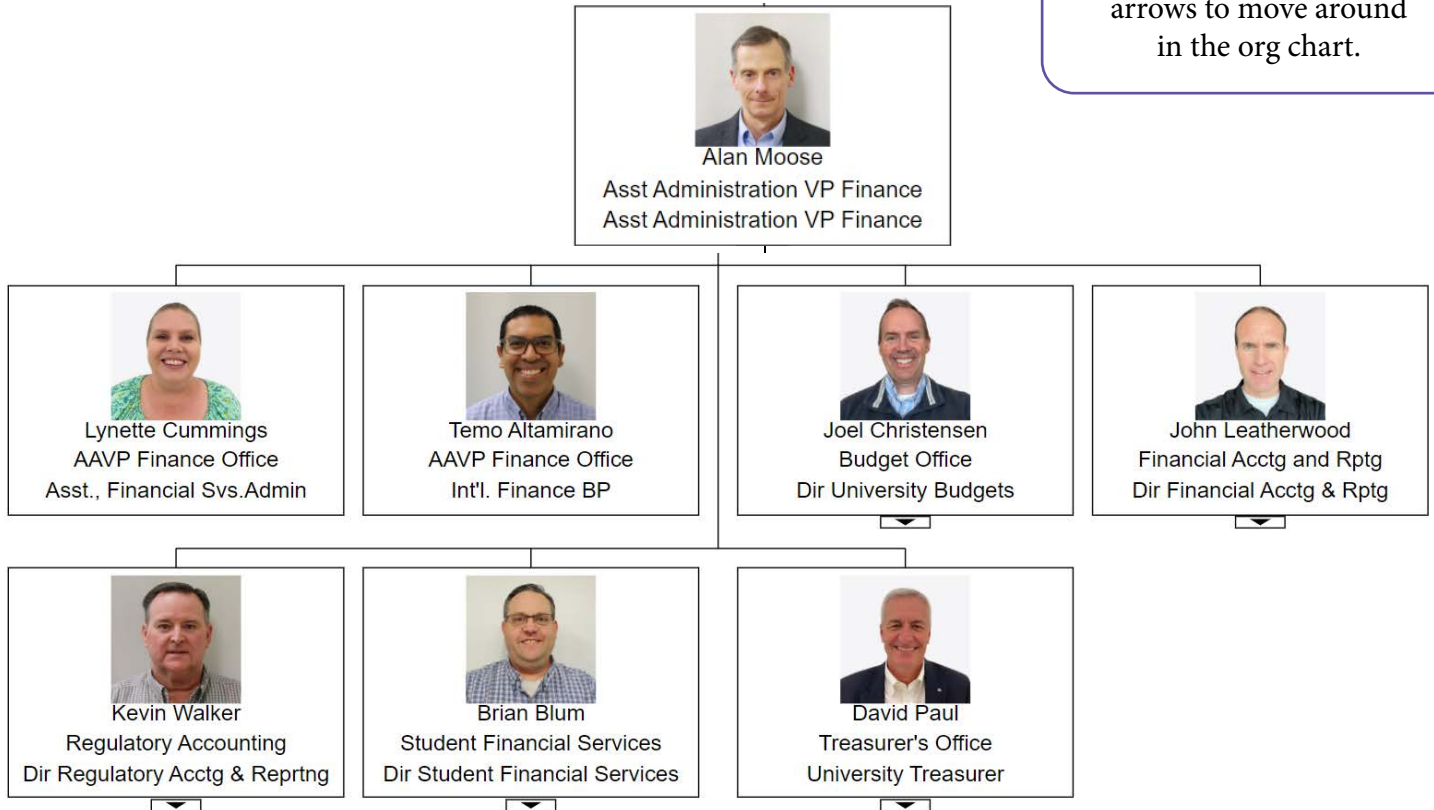 arrows to move around
in the org chart.
Alan Moose
Asst Administration VP Finance
Asst Administration VP Finance
Lynette Cummings
AAVP Finance Office
Asst., Financial Svs.Admin
Temo Altamirano
AAVP Finance Office
Int'l. Finance BP
Joel Christensen
Budget Office
Dir University Budgets
John Leatherwood
Financial Acctg and Rptg
Dir Financial Acctg & Rptg
Kevin Walker
Regulatory Accounting
Dir Regulatory Acctg & Reprtng
Brian Blum
Student Financial Services
Dir Student Financial Services
David Paul
Treasurer's Office
University Treasurer